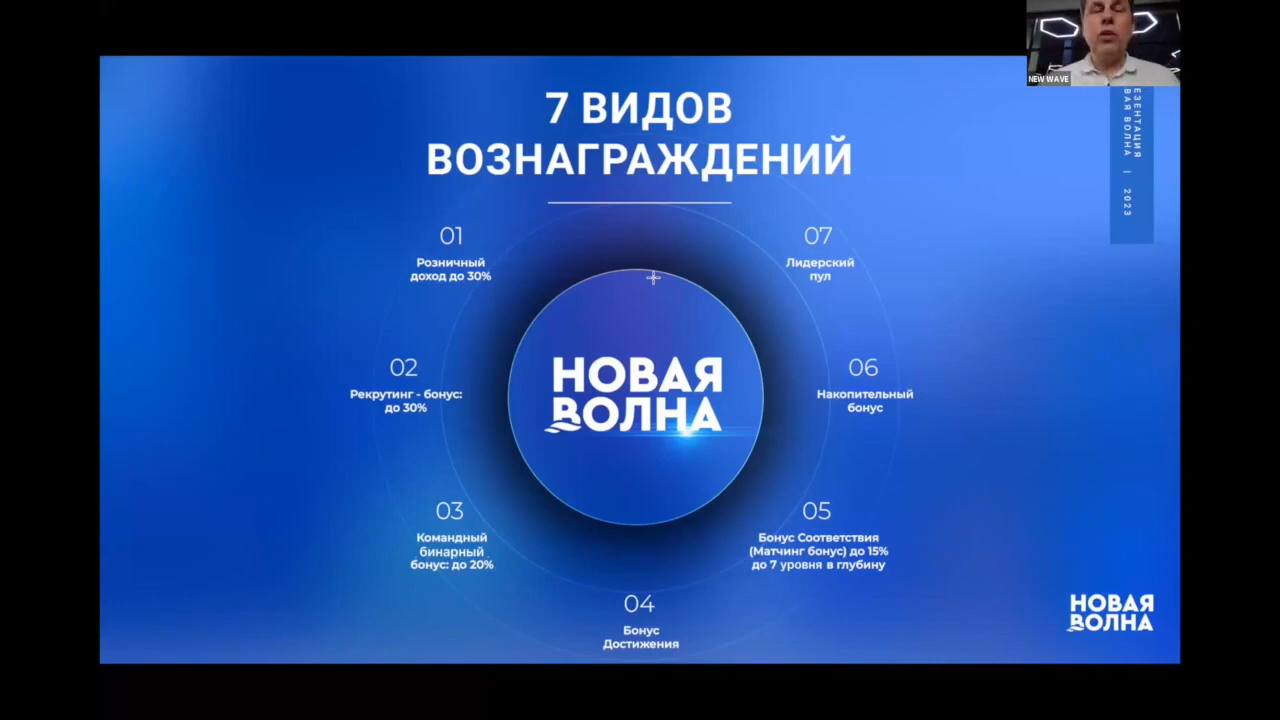 NEW WAVE
7 ВИДОВ
ВОЗНАГРАЖДЕНИЙ
01
Розничный
доход до 30%
02
Рекрутинг - бонус:
до 30%
03
Командный
бинарный
бонус: до 20%
04
Бонус
Достижения
05
Бонус Соответствия
(Матчинг бонус) до 15%
до 7 уровня в глубину
06
Накопительный
бонус
07
Лидерский
пул
НОВАЯ
ВОЛНА
ВОЛНА | 2023
НОВАЯ
ВОЛНА